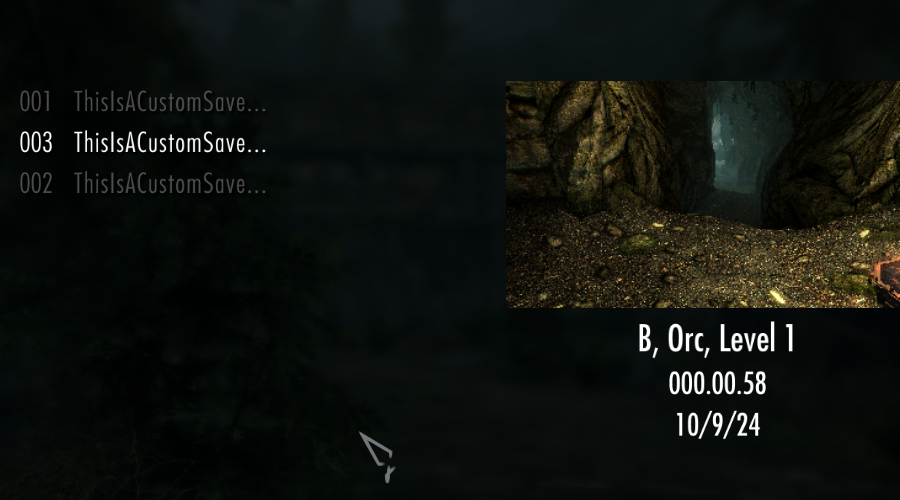 001 ThisIsACustomSave...
003 ThisIsACustomSave...
002 ThisIsACustomSave...
B, Orc, Level 1
000.00.58
10/9/24